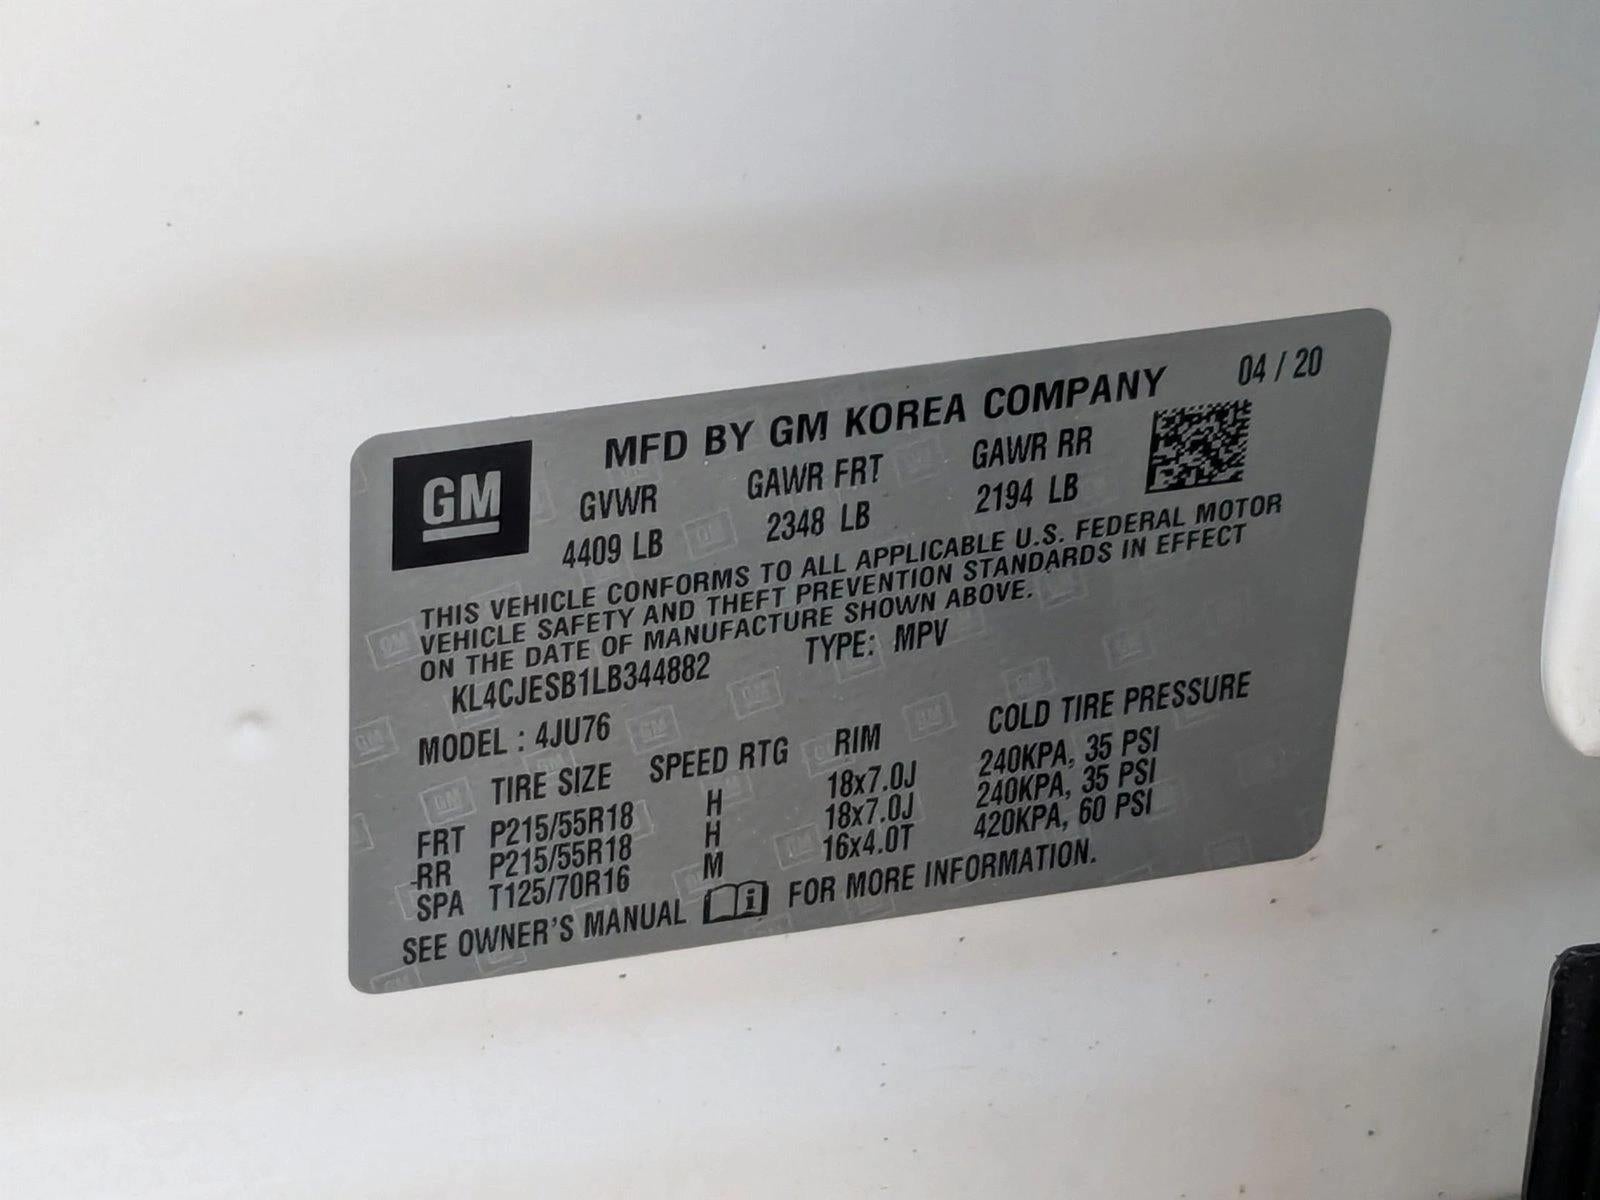 MFD BY GM KOREA COMPANY 04 / 20
GM
GVWR GAWR FRT GAWR RR
4409 LB 2348 LB 2194 LB
THIS VEHICLE CONFORMS TO ALL APPLICABLE U.S. FEDERAL MOTOR
VEHICLE SAFETY AND THEFT PREVENTION STANDARDS IN EFFECT
ON THE DATE OF MANUFACTURE SHOWN ABOVE.
KL4CJESB1LB344882 TYPE: MPV
MODEL : 4JU76
TIRE SIZE SPEED RTG RIM COLD TIRE PRESSURE
FRT P215/55R18 H 18x7.0J 240KPA, 35 PSI
RR P215/55R18 H 18x7.0J 240KPA, 35 PSI
SPA T125/70R16 M 16x4.0T 420KPA, 60 PSI
SEE OWNER'S MANUAL i FOR MORE INFORMATION.